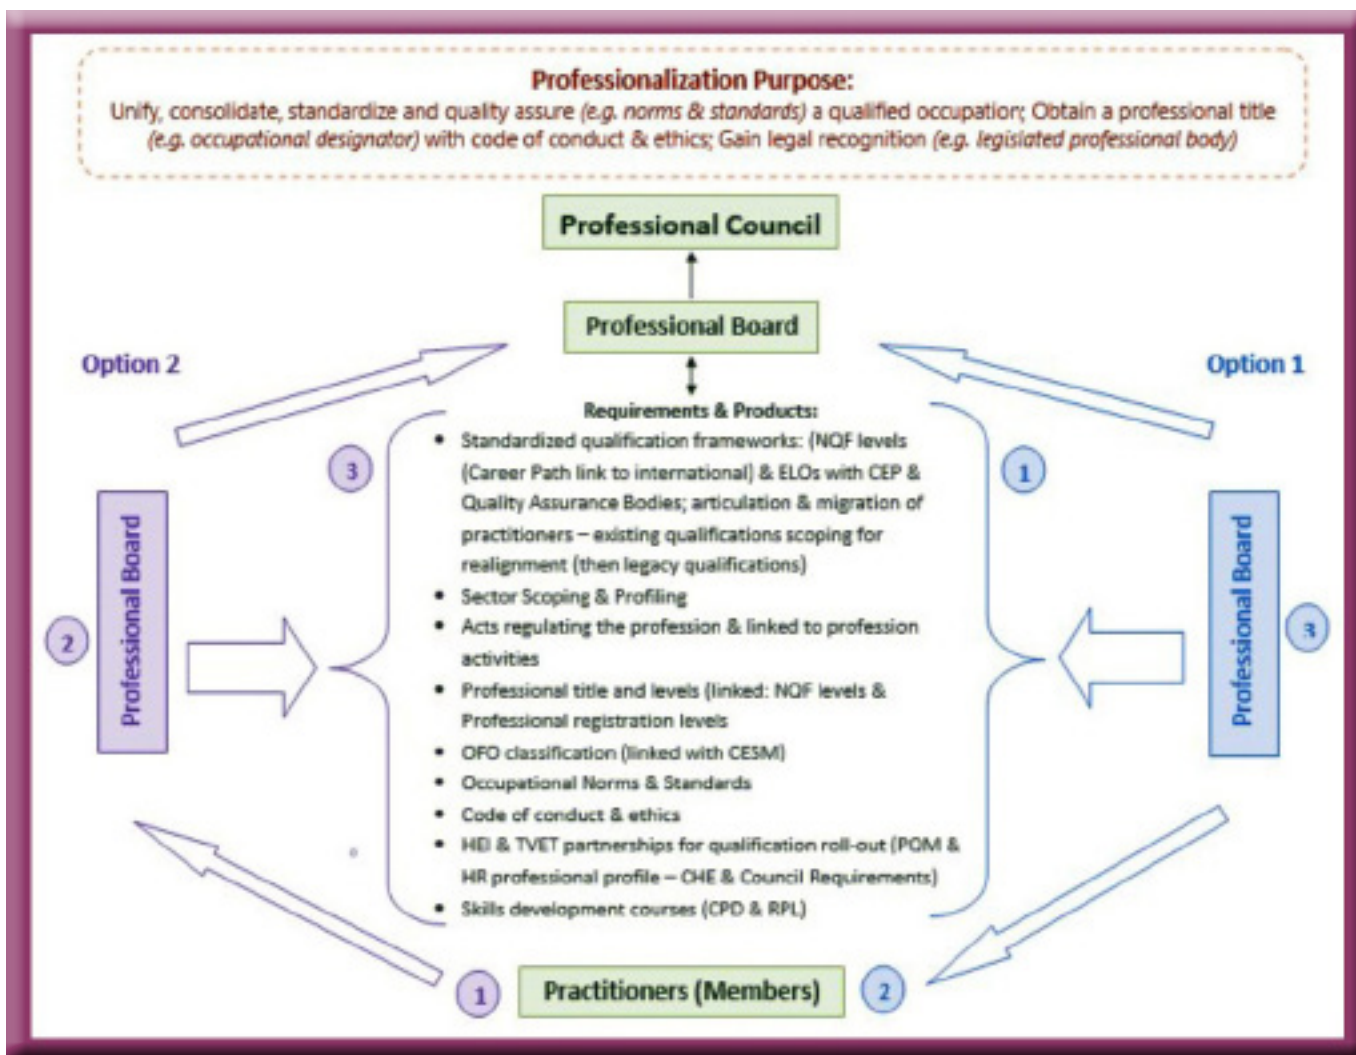 Professionalization Purpose:
Unify, consolidate, standardize and quality assure (e.g. norms & standards) a qualified occupation; Obtain a professional title
(e.g. occupational designator) with code of conduct & ethics; Gain legal recognition (e.g. legislated professional body)
Professional Council
Professional Board
Option 2
Option 1
Requirements & Products:
• Standardized qualification frameworks: (NQF levels
(Career Path link to international) & ELOs with CEP &
Quality Assurance Bodies; articulation & migration of
practitioners – existing qualifications scoping for
realignment (then legacy qualifications)
• Sector Scoping & Profiling
• Acts regulating the profession & linked to profession
activities
• Professional title and levels (linked: NQF levels &
Professional registration levels
• OFO classification (linked with CESM)
• Occupational Norms & Standards
• Code of conduct & ethics
• HEI & TVET partnerships for qualification roll-out (PQM &
HR professional profile – CHE & Council Requirements)
• Skills development courses (CPD & RPL)
3
1
Professional Board
2
Professional Board
3
1
Practitioners (Members)
2